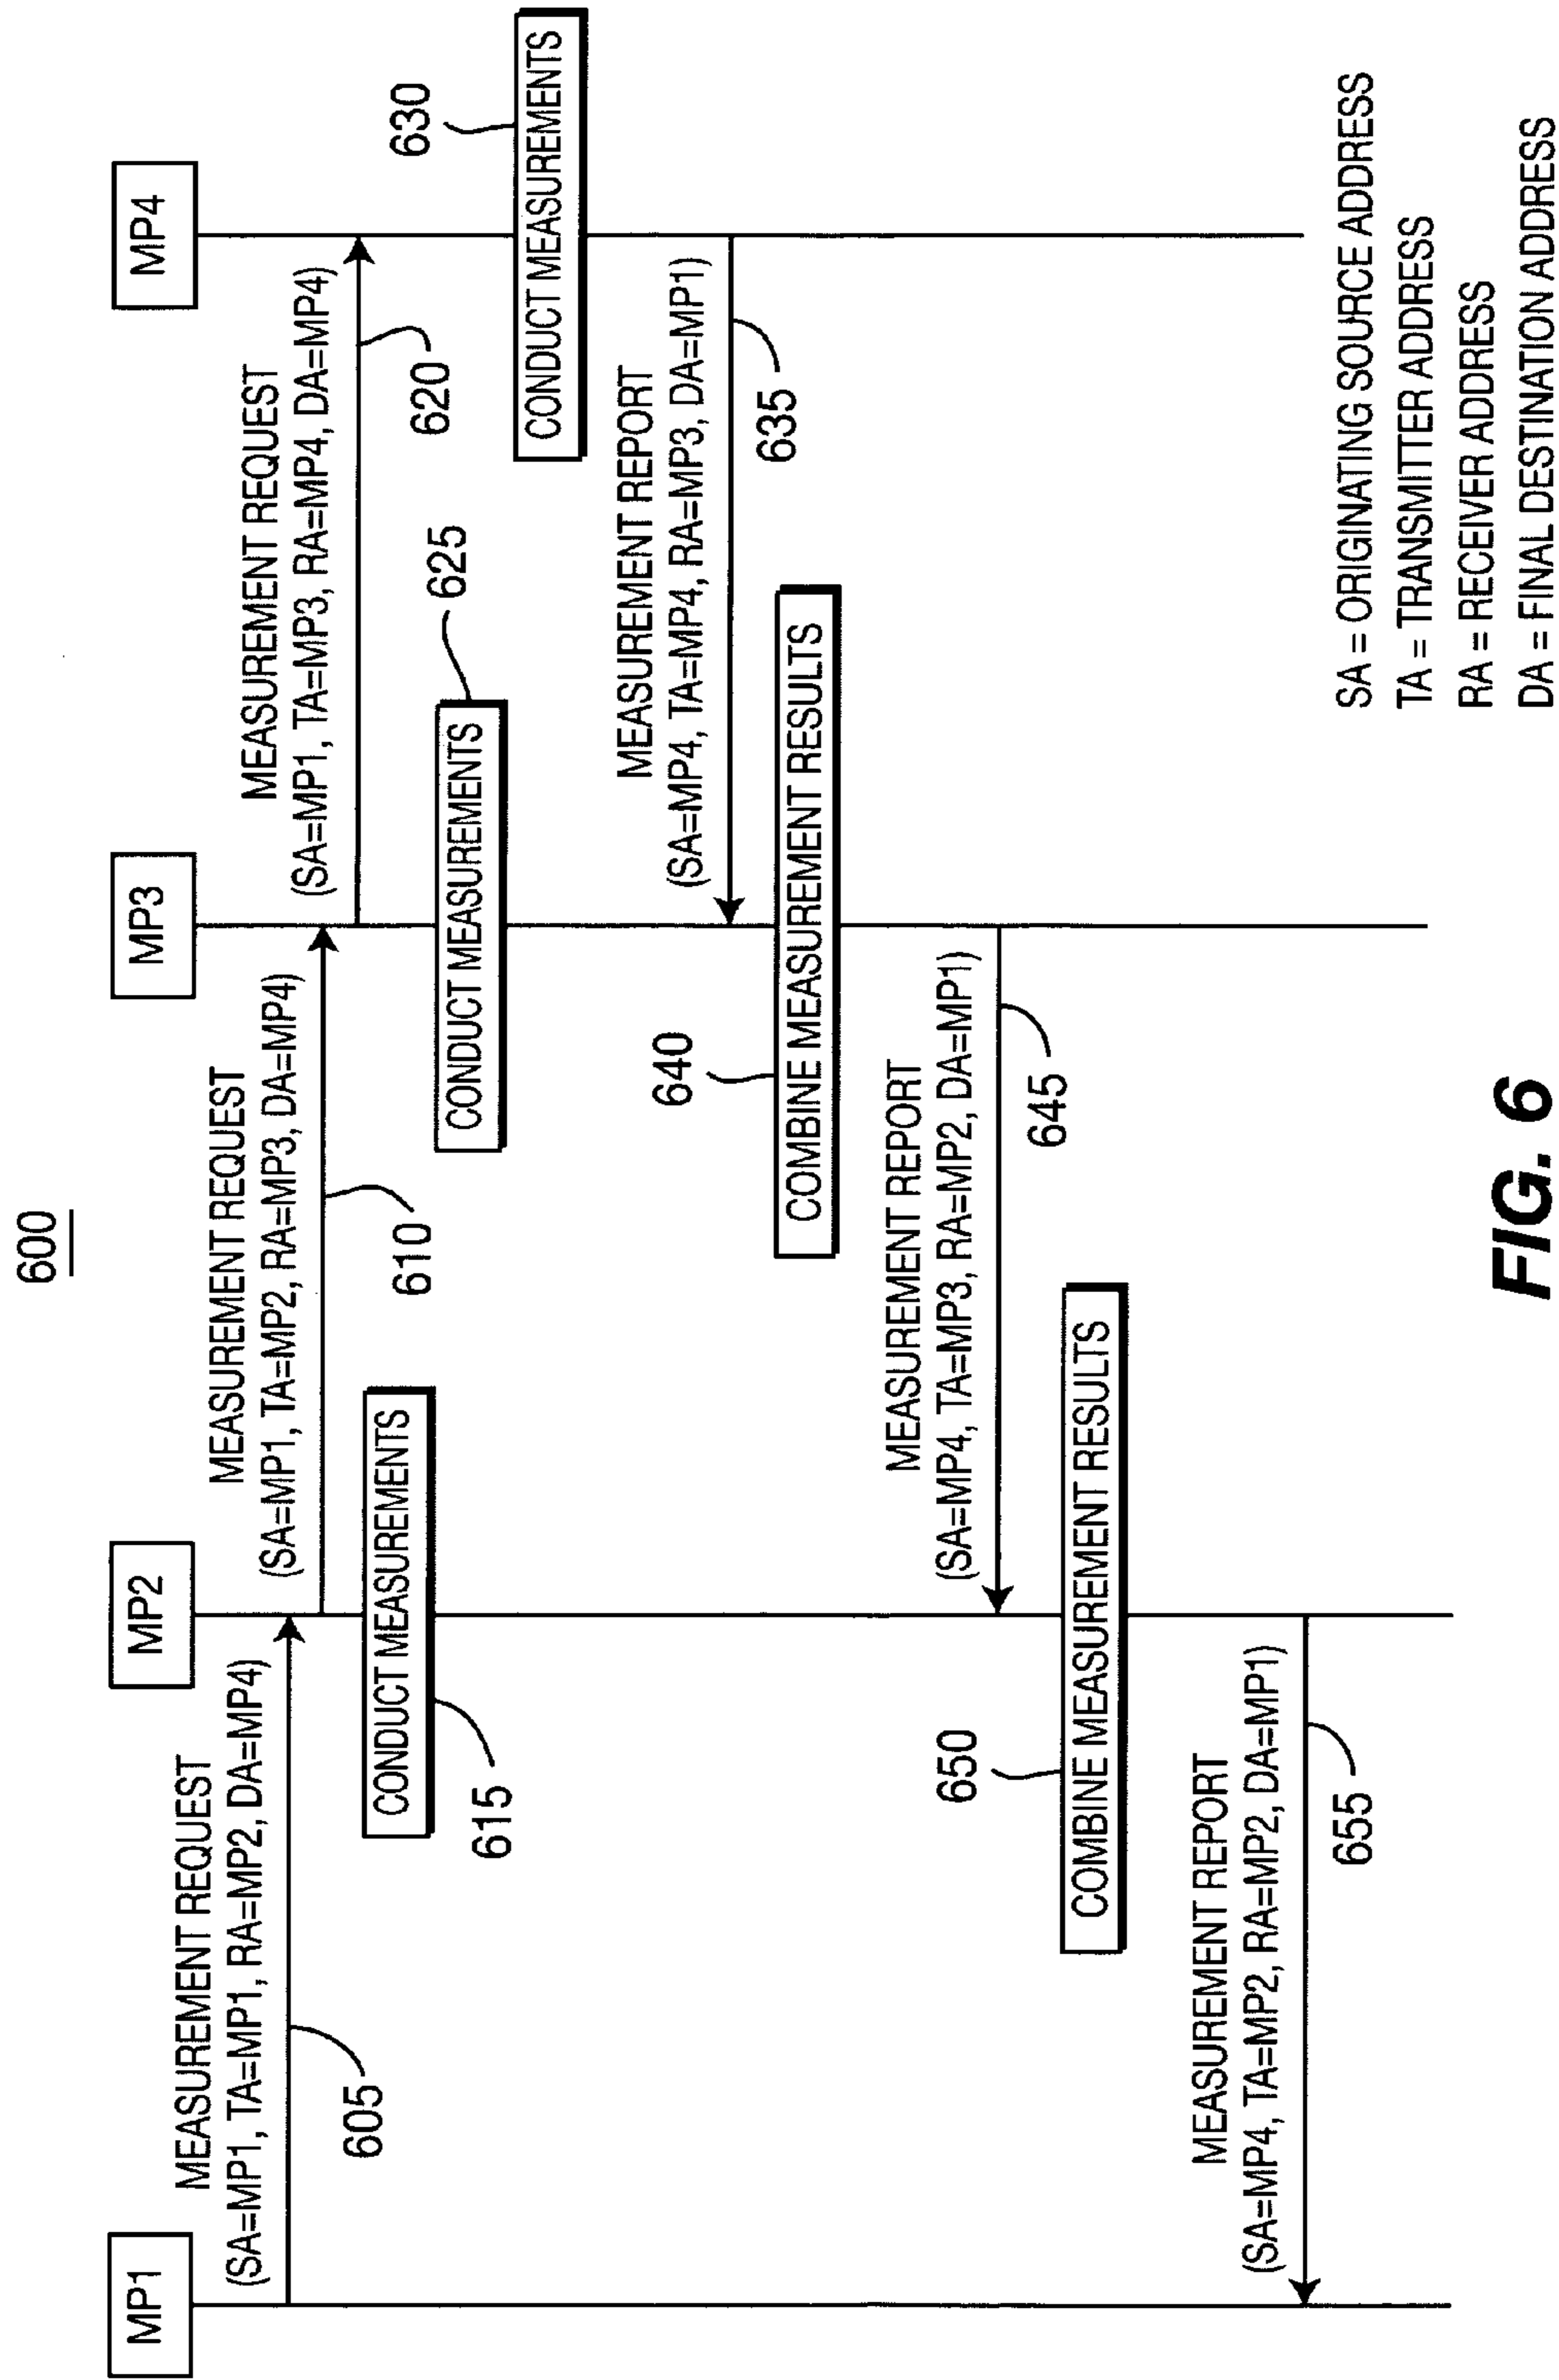 600
MP1
MP2
MP3
MP4
MEASUREMENT REQUEST
(SA=MP1, TA=MP1, RA=MP2, DA=MP4)
605
MEASUREMENT REQUEST
(SA=MP1, TA=MP2, RA=MP3, DA=MP4)
610
CONDUCT MEASUREMENTS
615
MEASUREMENT REQUEST
(SA=MP1, TA=MP3, RA=MP4, DA=MP4)
620
CONDUCT MEASUREMENTS
625
CONDUCT MEASUREMENTS
630
MEASUREMENT REPORT
(SA=MP4, TA=MP4, RA=MP3, DA=MP1)
635
COMBINE MEASUREMENT RESULTS
640
MEASUREMENT REPORT
(SA=MP4, TA=MP3, RA=MP2, DA=MP1)
645
COMBINE MEASUREMENT RESULTS
650
MEASUREMENT REPORT
(SA=MP4, TA=MP2, RA=MP2, DA=MP1)
655
SA = ORIGINATING SOURCE ADDRESS
TA = TRANSMITTER ADDRESS
RA = RECEIVER ADDRESS
DA = FINAL DESTINATION ADDRESS
FIG. 6